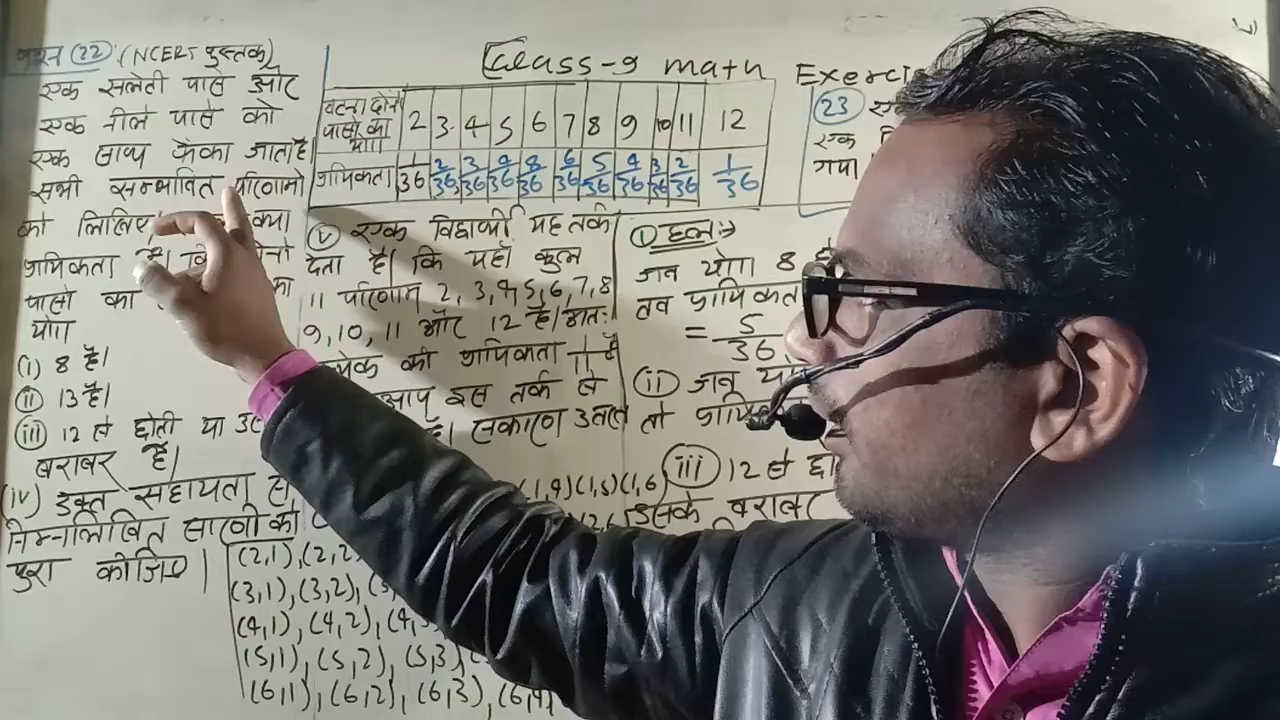 प्रश्न (22) (NCERT पुस्तक)
एक सलेटी पासे और
एक नीले पासे को
एक साथ फेंका जाता है।
सभी सम्भावित परिणामो
को लिखिए। क्या
प्रायिकता है। कि
पासो का का
योग
(i) 8 है।
(ii) 13 है।
(iii) 12 से छोटी या
बराबर है।
(iv) उक्त सहायता से
निम्नलिखित सारणी को
पुरा कीजिए।
[Class-9 math
घटना दोनो पासो का योग 2 3. 4 5 6 7 8 9 10 11 12
प्रायिकता 1/36 2/36 3/36 4/36 8/36 6/36 5/36 4/36 3/36 2/36 1/36
(v) एक विद्यार्थी यह तर्क
देता है। कि यहाँ कुल
11 परिणाम 2, 3, 4, 5, 6, 7, 8
9, 10, 11 और 12 है। अतः
की प्रायिकता 1/11 है
आप इस तर्क से
है। सकारण
(1,4) (1,5) (1,6)
(2,1), (2,2
(3,1), (3,2),
(4,1), (4,2), (4,3
(5,1), (5,2), (5,3)
(6,1), (6,2), (6,3), (6,4)
(i) हल:→
जब योग 8 है
तब प्रायिकता
= 5/36
(ii) जब
तो
(iii) 12 से
उसके बराबर
Exerci
(23)
एक
गया